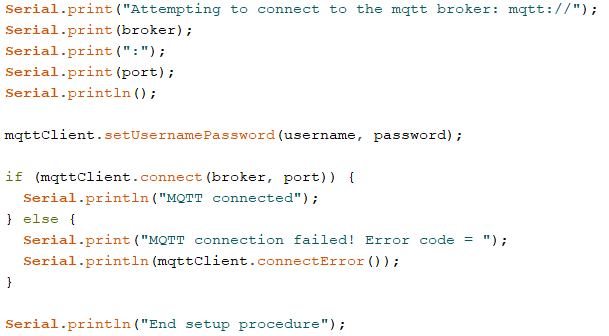 Serial.print("Attempting to connect to the mqtt broker: mqtt://");
Serial.print(broker);
Serial.print(":");
Serial.print(port);
Serial.println();

mqttClient.setUsernamePassword(username, password);

if (mqttClient.connect(broker, port)) {
  Serial.println("MQTT connected");
} else {
  Serial.print("MQTT connection failed! Error code = ");
  Serial.println(mqttClient.connectError());
}

Serial.println("End setup procedure");